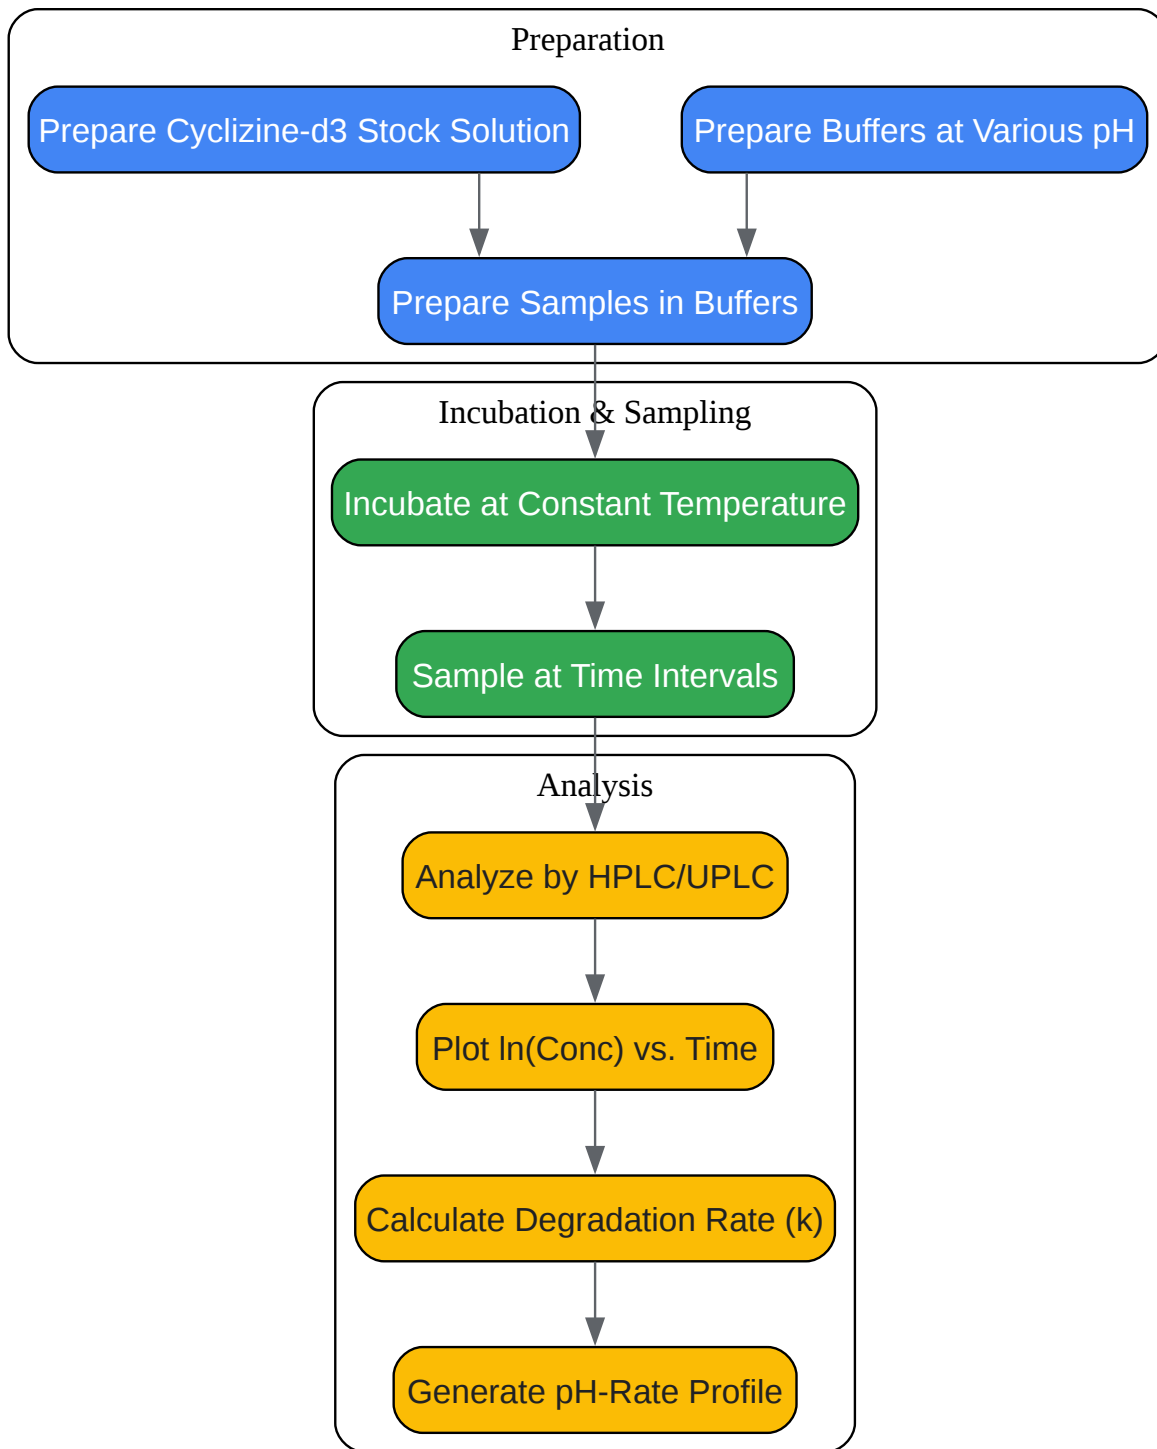 Preparation
Prepare Cyclizine-d3 Stock Solution
Prepare Buffers at Various pH
Prepare Samples in Buffers
Incubation & Sampling
Incubate at Constant Temperature
Sample at Time Intervals
Analysis
Analyze by HPLC/UPLC
Plot ln(Conc) vs. Time
Calculate Degradation Rate (k)
Generate pH-Rate Profile